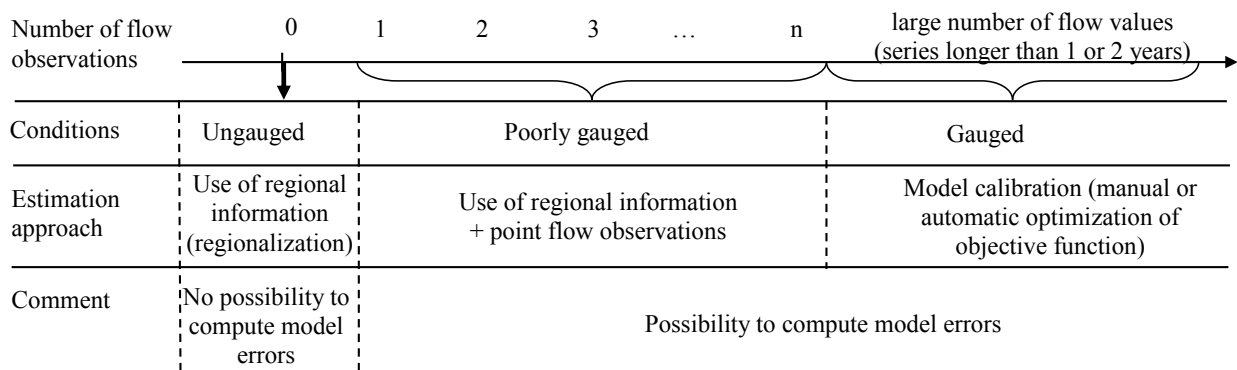 Number of flow
observations
0 1 2 3 … n
large number of flow values
(series longer than 1 or 2 years)
Conditions
Ungauged
Poorly gauged
Gauged
Estimation
approach
Use of regional
information
(regionalization)
Use of regional information
+ point flow observations
Model calibration (manual or
automatic optimization of
objective function)
Comment
No possibility to
compute model
errors
Possibility to compute model errors